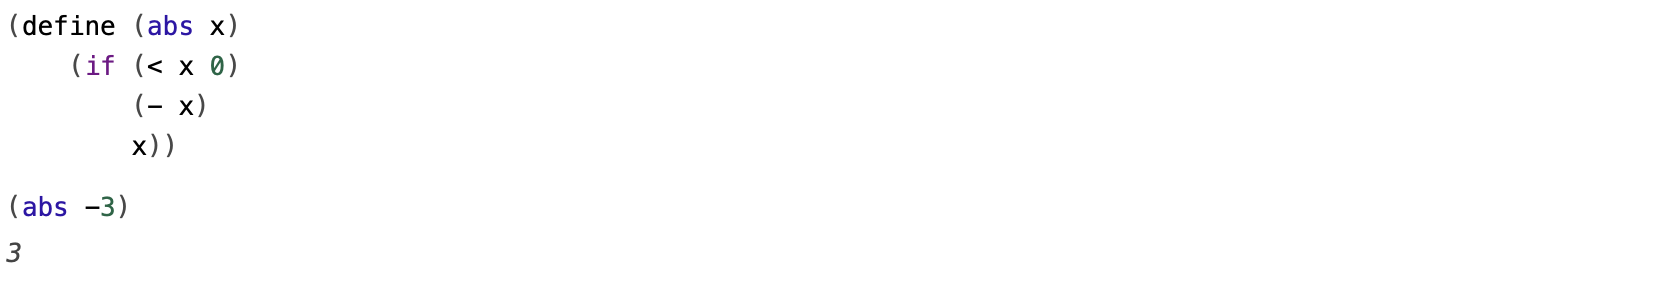 (define (abs x)
    (if (< x 0)
        (- x)
        x))
(abs -3)
3